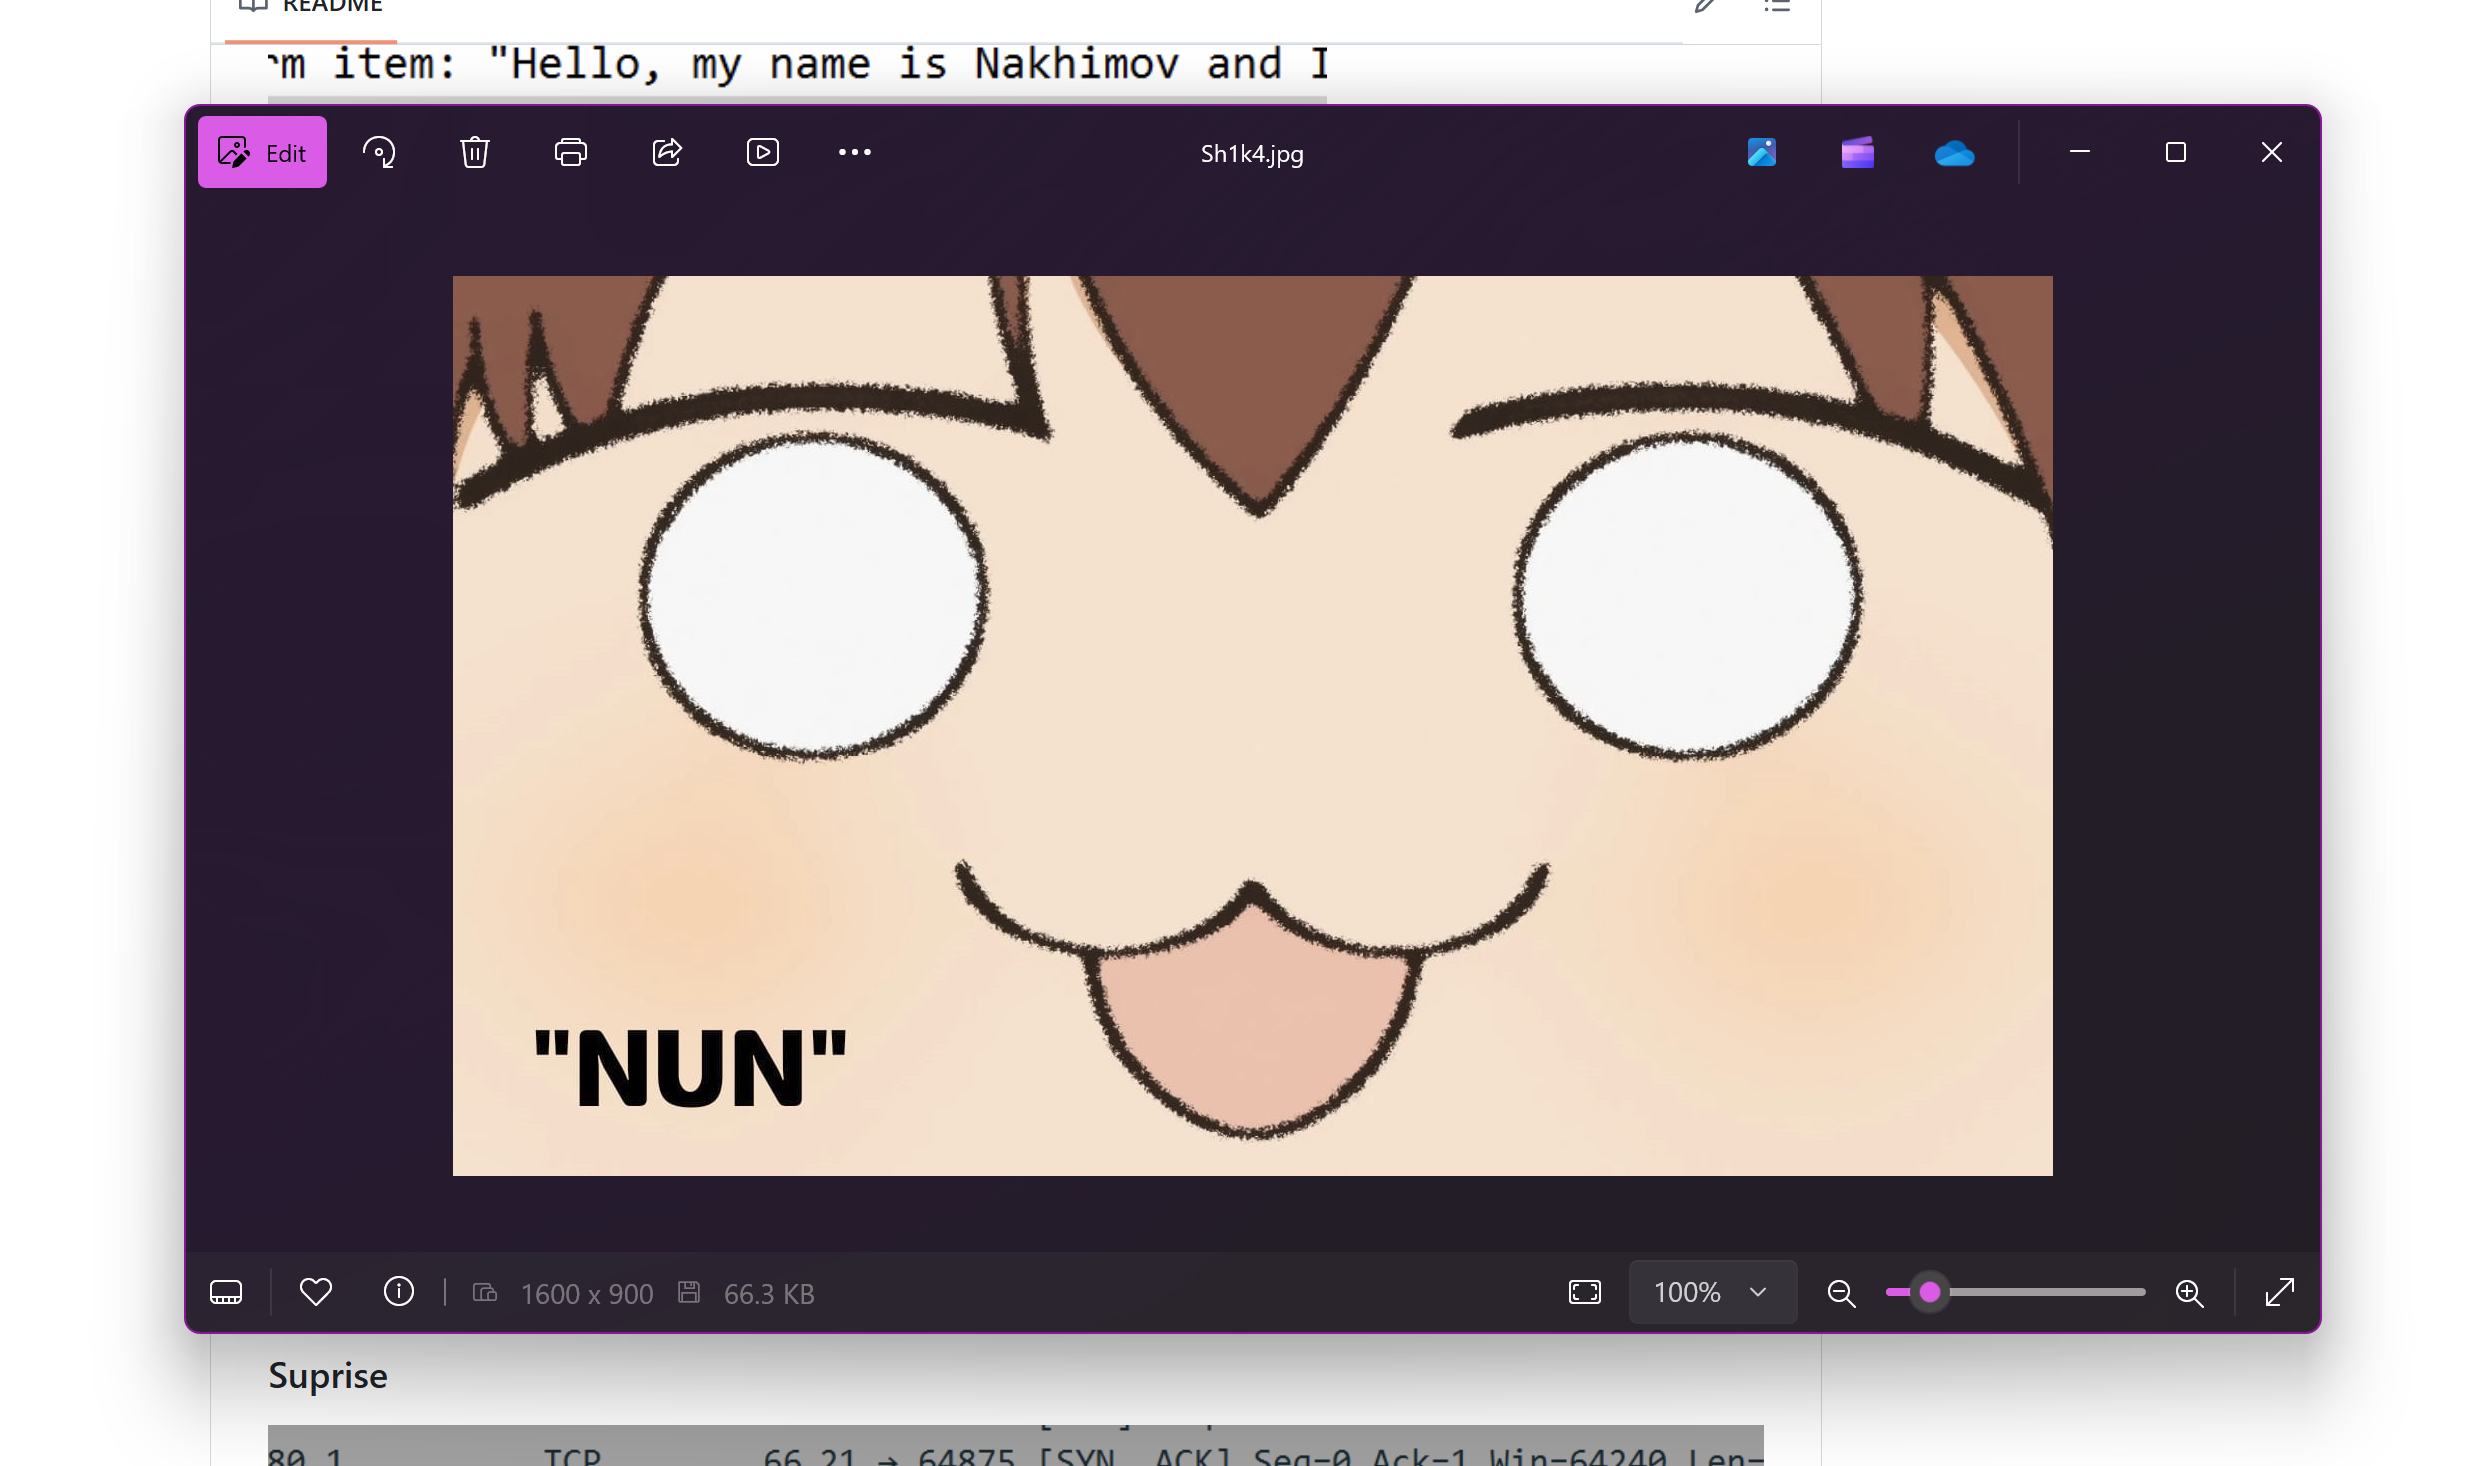 README
rm item: "Hello, my name is Nakhimov and I
Edit
Sh1k4.jpg
"NUN"
1600 x 900
66.3 KB
100%
Suprise
80 1 TCP 66 21 → 64875 [SYN, ACK] Seq=0 Ack=1 Win=64240 Len=